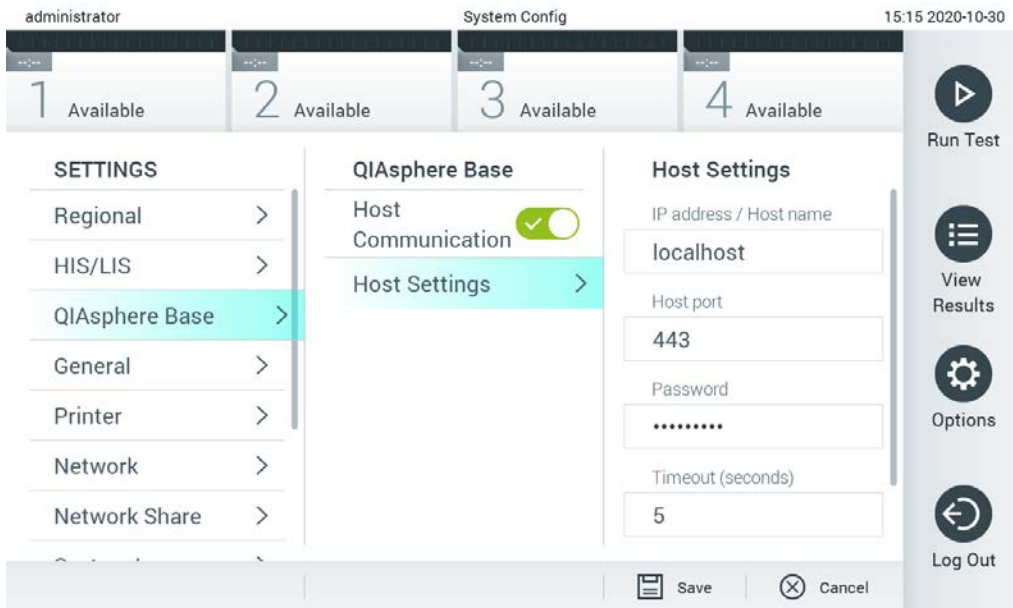 administrator
System Config
15:15 2020-10-30
--:--
--:--
--:--
--:--
1 Available
2 Available
3 Available
4 Available
Run Test
View
Results
Options
Log Out
SETTINGS
Regional
HIS/LIS
QIAsphere Base
General
Printer
Network
Network Share
QIAsphere Base
Host
Communication
Host Settings
Host Settings
IP address / Host name
localhost
Host port
443
Password
•••••••••
Timeout (seconds)
5
Save
Cancel